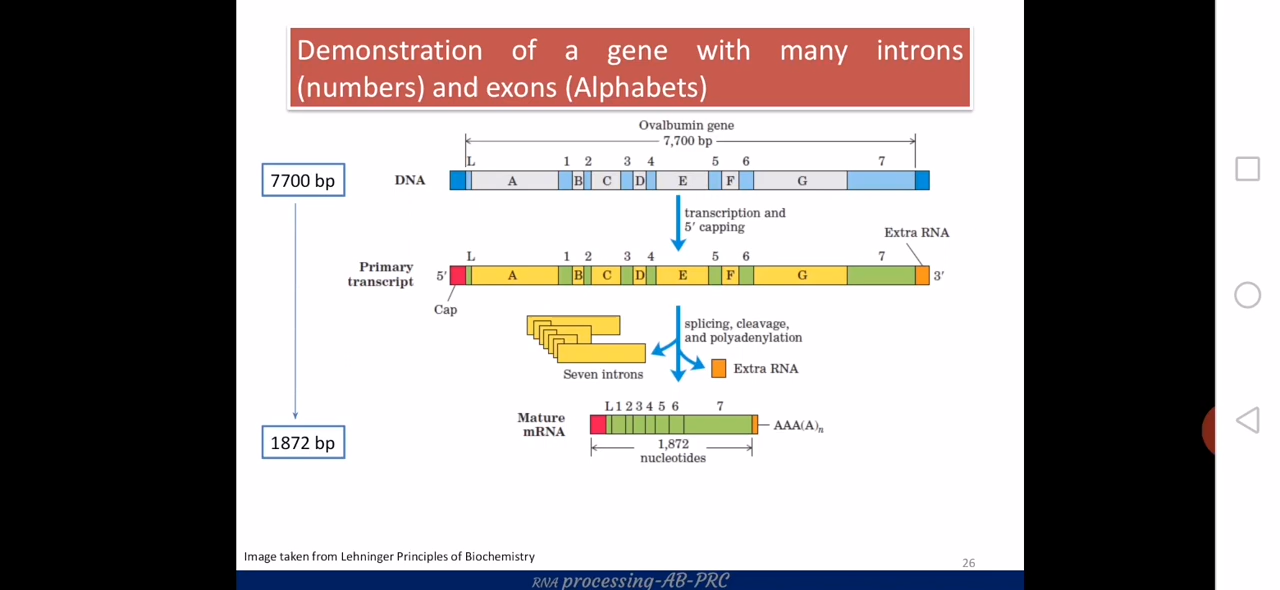 Demonstration of a gene with many introns
(numbers) and exons (Alphabets)
Ovalbumin gene
7,700 bp
L 1 2 3 4 5 6 7
7700 bp
DNA
A B C D E F G
transcription and
5′ capping
Extra RNA
L 1 2 3 4 5 6 7
Primary
transcript
5′ A B C D E F G 3′
Cap
splicing, cleavage,
and polyadenylation
Extra RNA
Seven introns
L 1 2 3 4 5 6 7
Mature
mRNA
AAA(A)n
1872 bp
1,872
nucleotides
Image taken from Lehninger Principles of Biochemistry
26
RNA processing-AB-PRC